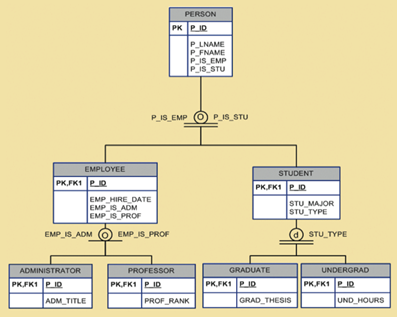 PERSON
PK P_ID
P_LNAME
P_FNAME
P_IS_EMP
P_IS_STU
P_IS_EMP O P_IS_STU
EMPLOYEE
PK,FK1 P_ID
EMP_HIRE_DATE
EMP_IS_ADM
EMP_IS_PROF
STUDENT
PK,FK1 P_ID
STU_MAJOR
STU_TYPE
EMP_IS_ADM O EMP_IS_PROF
d STU_TYPE
ADMINISTRATOR
PK,FK1 P_ID
ADM_TITLE
PROFESSOR
PK,FK1 P_ID
PROF_RANK
GRADUATE
PK,FK1 P_ID
GRAD_THESIS
UNDERGRAD
PK,FK1 P_ID
UND_HOURS